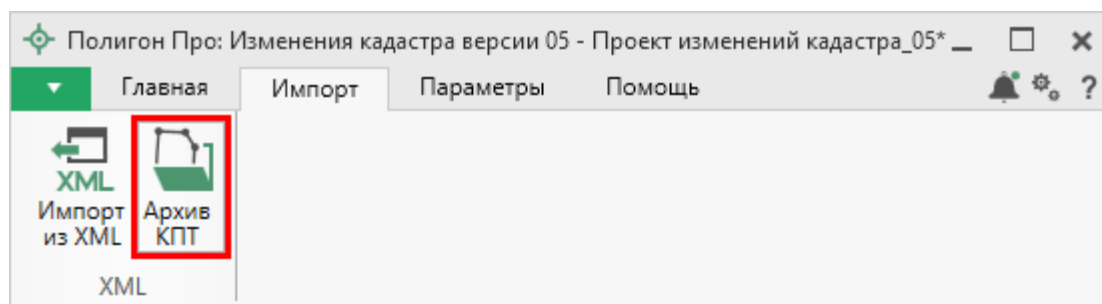 Полигон Про: Изменения кадастра версии 05 - Проект изменений кадастра_05*
Главная Импорт Параметры Помощь ?
XML
Импорт из XML
Архив КПТ
XML